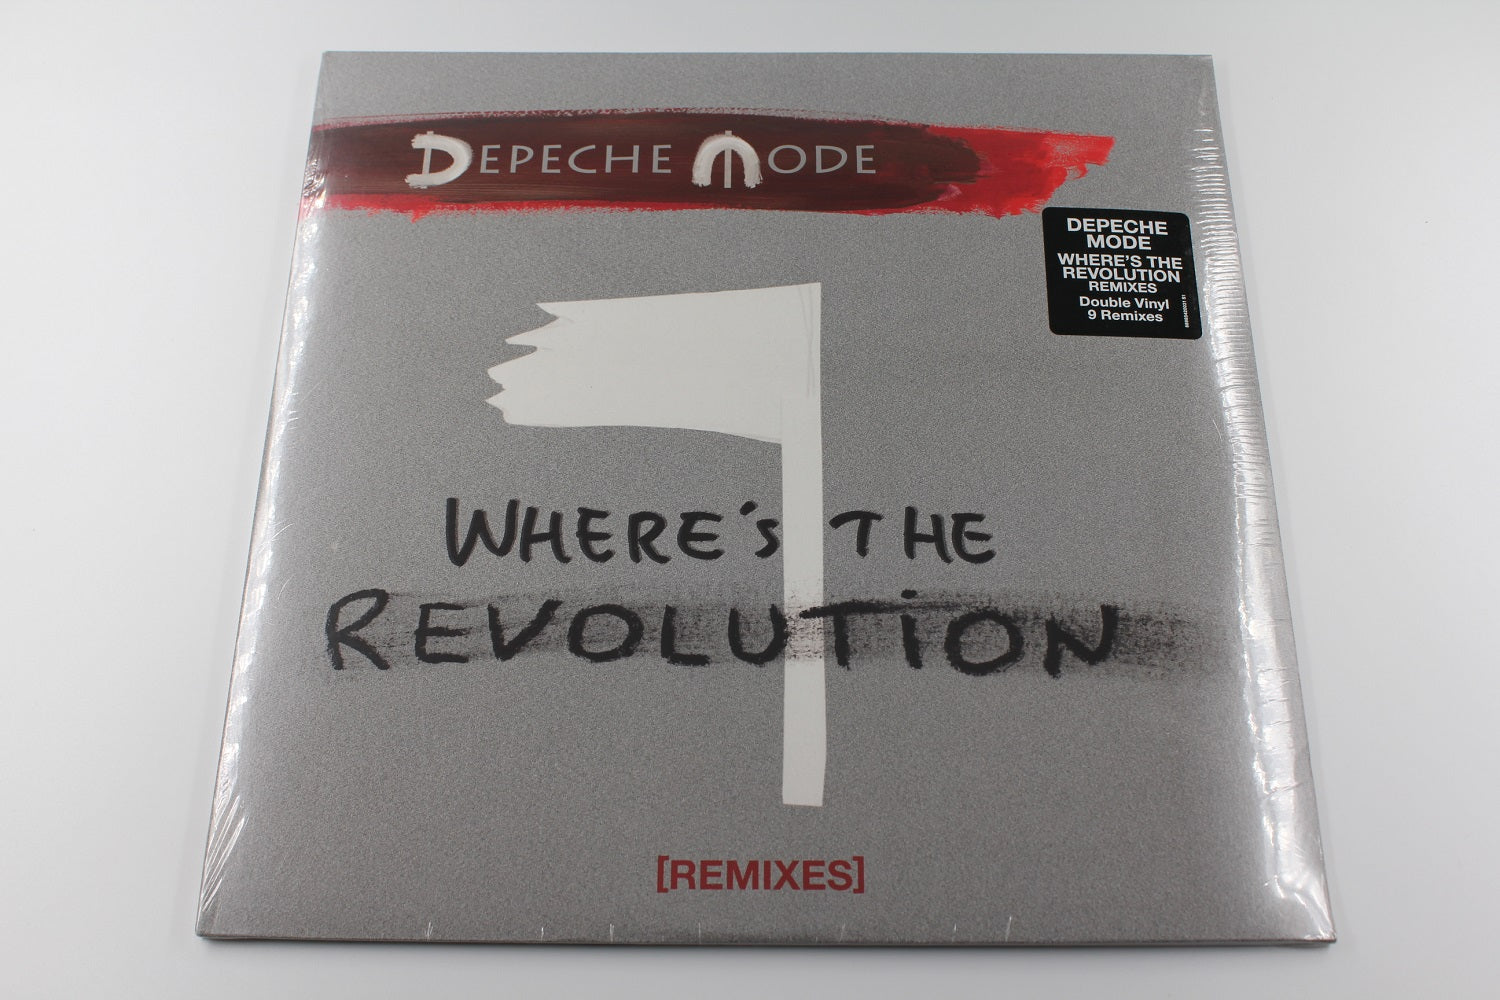 DEPECHE MODE
DEPECHE
MODE
WHERE'S THE
REVOLUTION
REMIXES
Double Vinyl
9 Remixes
WHERE'S THE
REVOLUTION
[REMIXES]